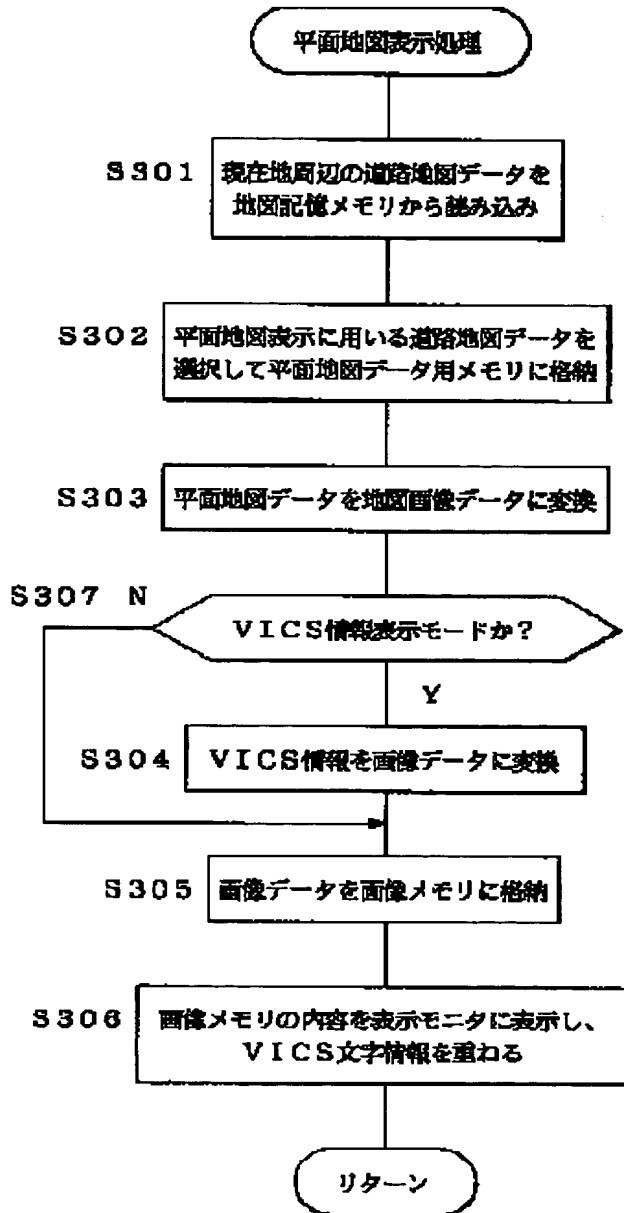 平面地図表示処理
S301
現在地周辺の道路地図データを
地図記憶メモリから読み込み
S302
平面地図表示に用いる道路地図データを
選択して平面地図データ用メモリに格納
S303
平面地図データを地図画像データに変換
S307 N
VICS情報表示モードか?
Y
S304
VICS情報を画像データに変換
S305
画像データを画像メモリに格納
S306
画像メモリの内容を表示モニタに表示し、
VICS文字情報を重ねる
リターン